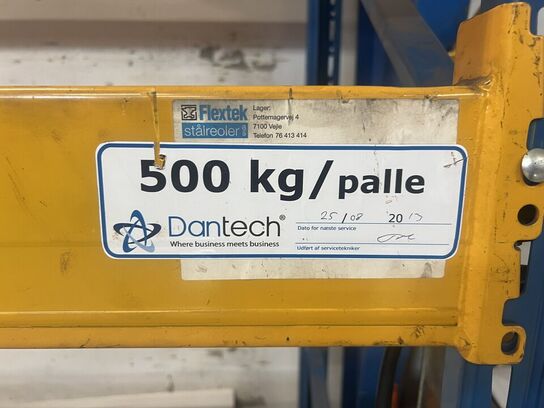 Flextek
stålreoler
Lager:
Pottemagervej 4
7100 Vejle
Telefon 76 413 414
500 kg/palle
Dantech®
Where business meets business
25/08 2013
Dato for næste service
Udført af servicetekniker